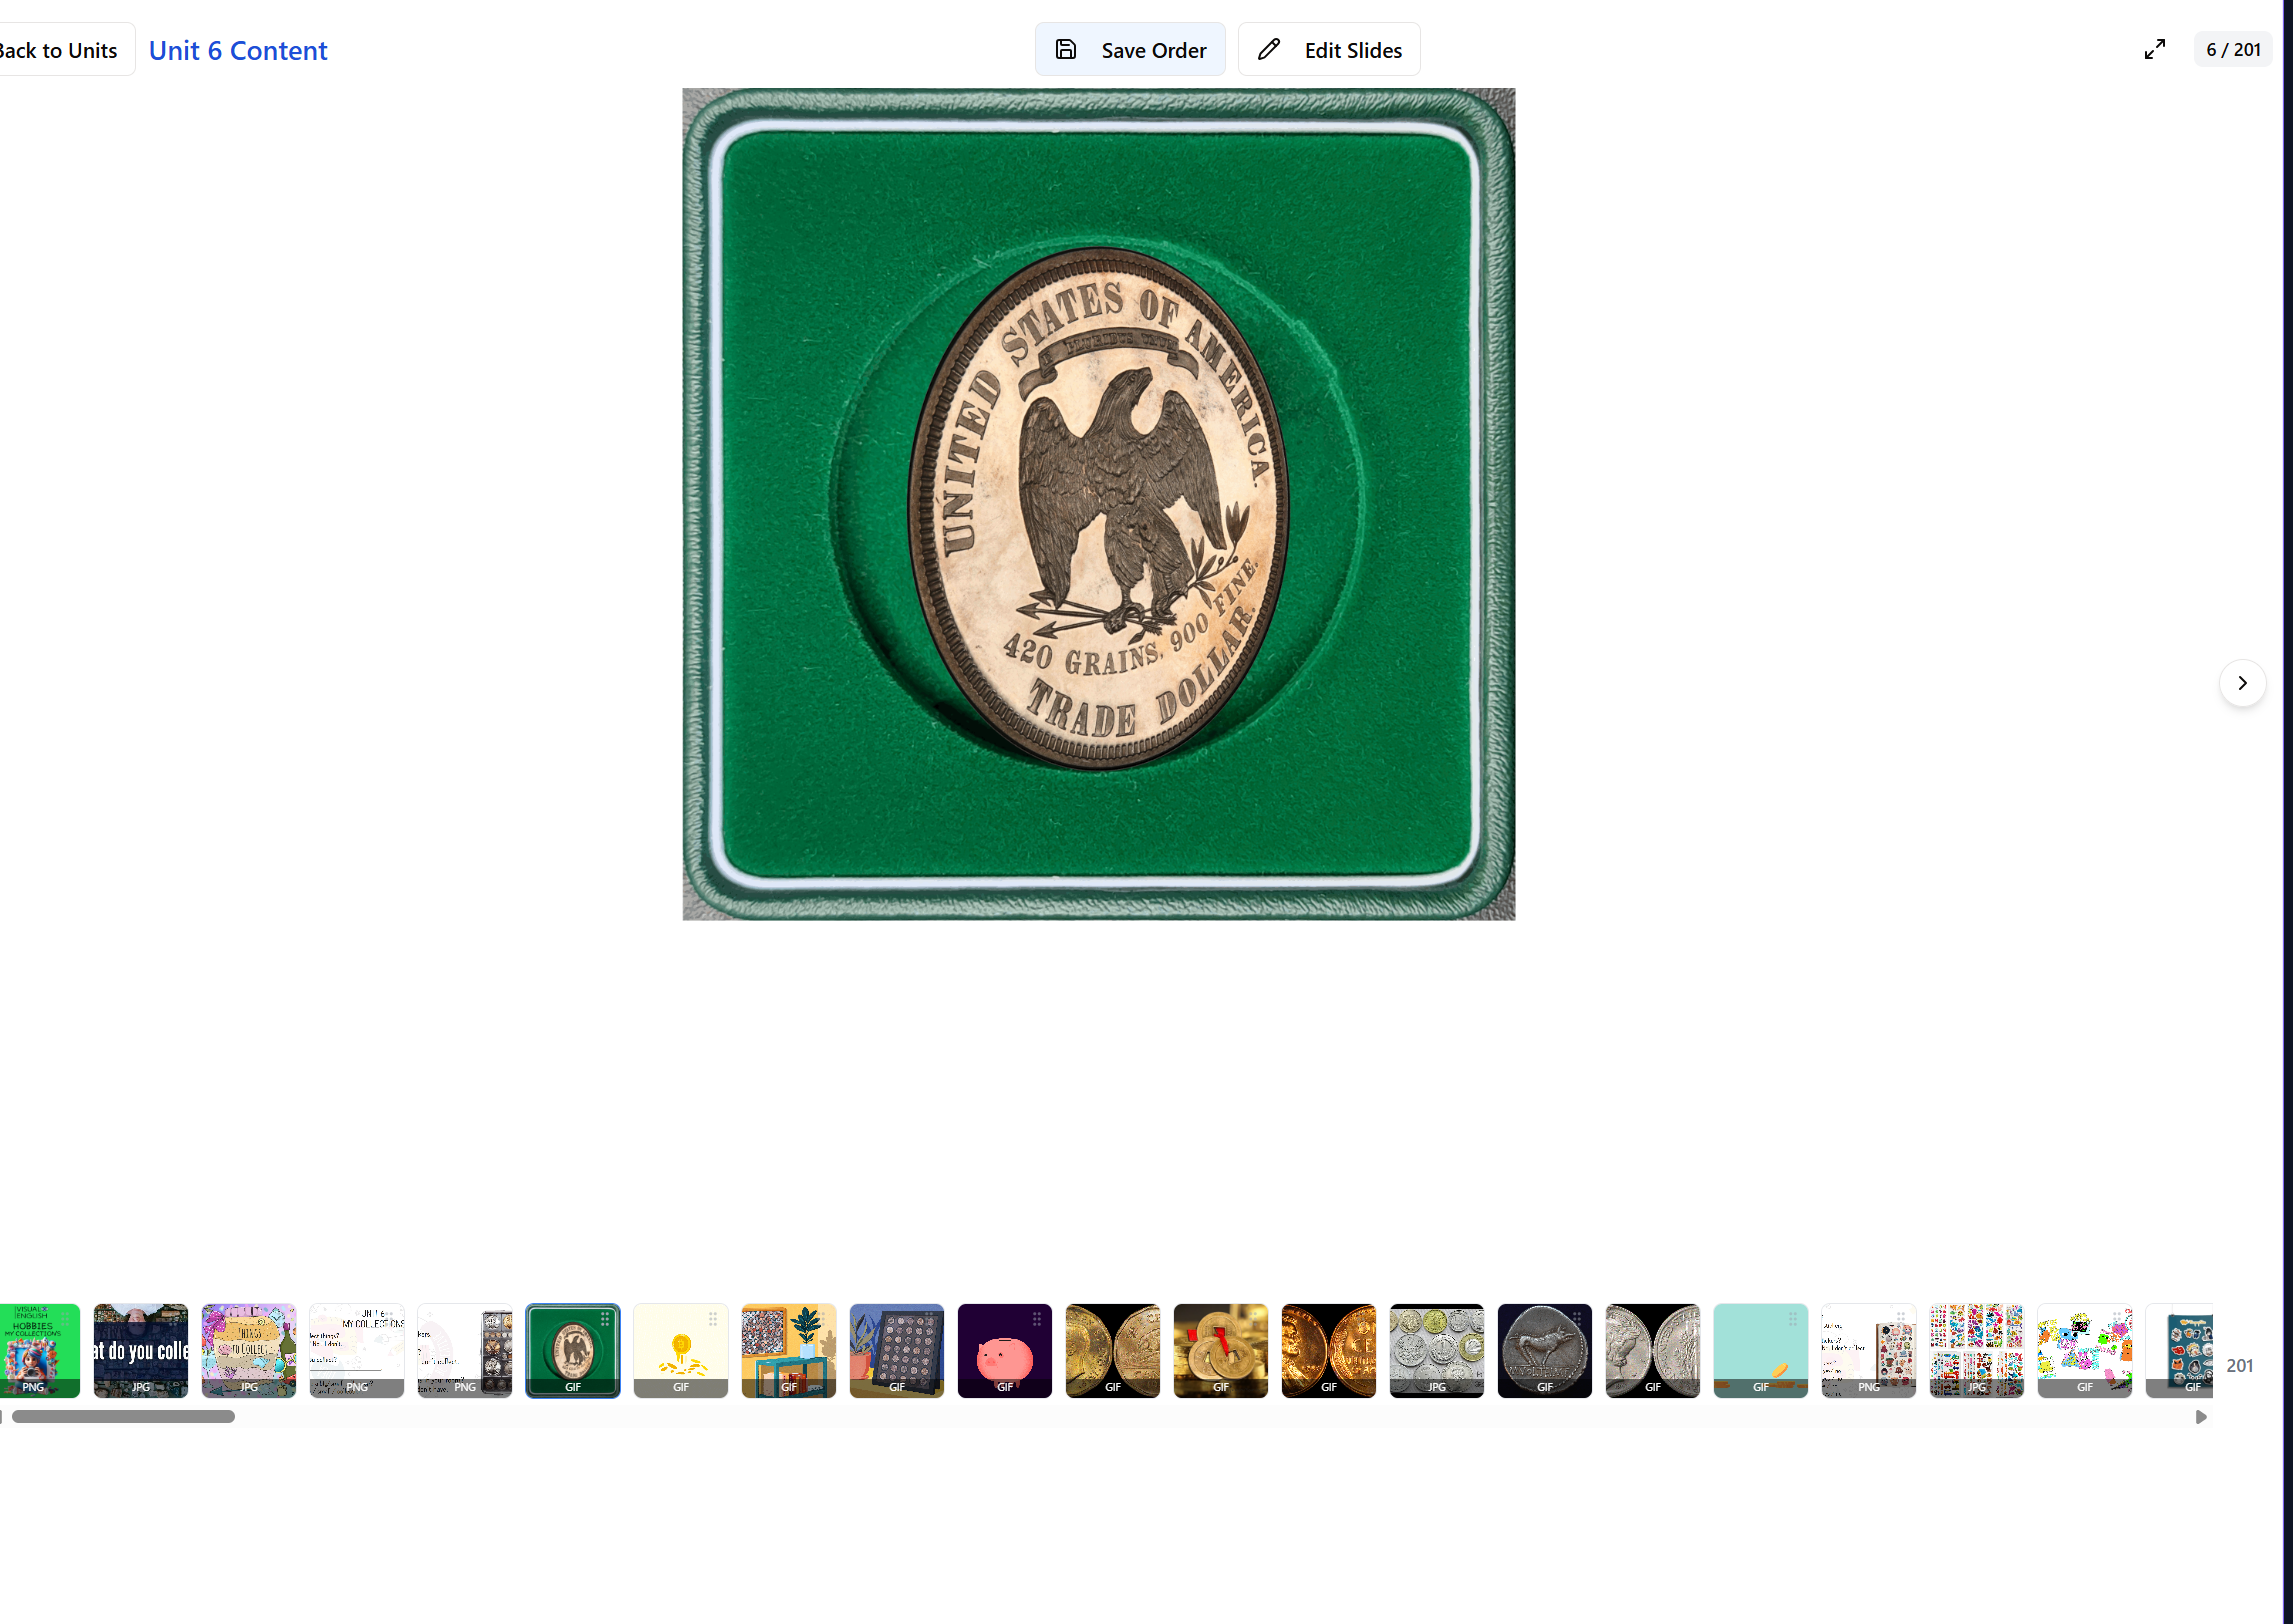 Back to Units
Unit 6 Content
Save Order
Edit Slides
6 / 201
UNITED STATES OF AMERICA.
420 GRAINS, 900 FINE.
TRADE DOLLAR.
VISUAL
ENGLISH
HOBBIES
MY COLLECTIONS
PNG
at do you colle
JPG
THINGS
TO COLLECT
JPG
UNIT 6
MY COLLECTIONS
PNG
PNG
GIF
GIF
GIF
GIF
GIF
GIF
GIF
GIF
JPG
GIF
GIF
GIF
PNG
JPG
GIF
GIF
201